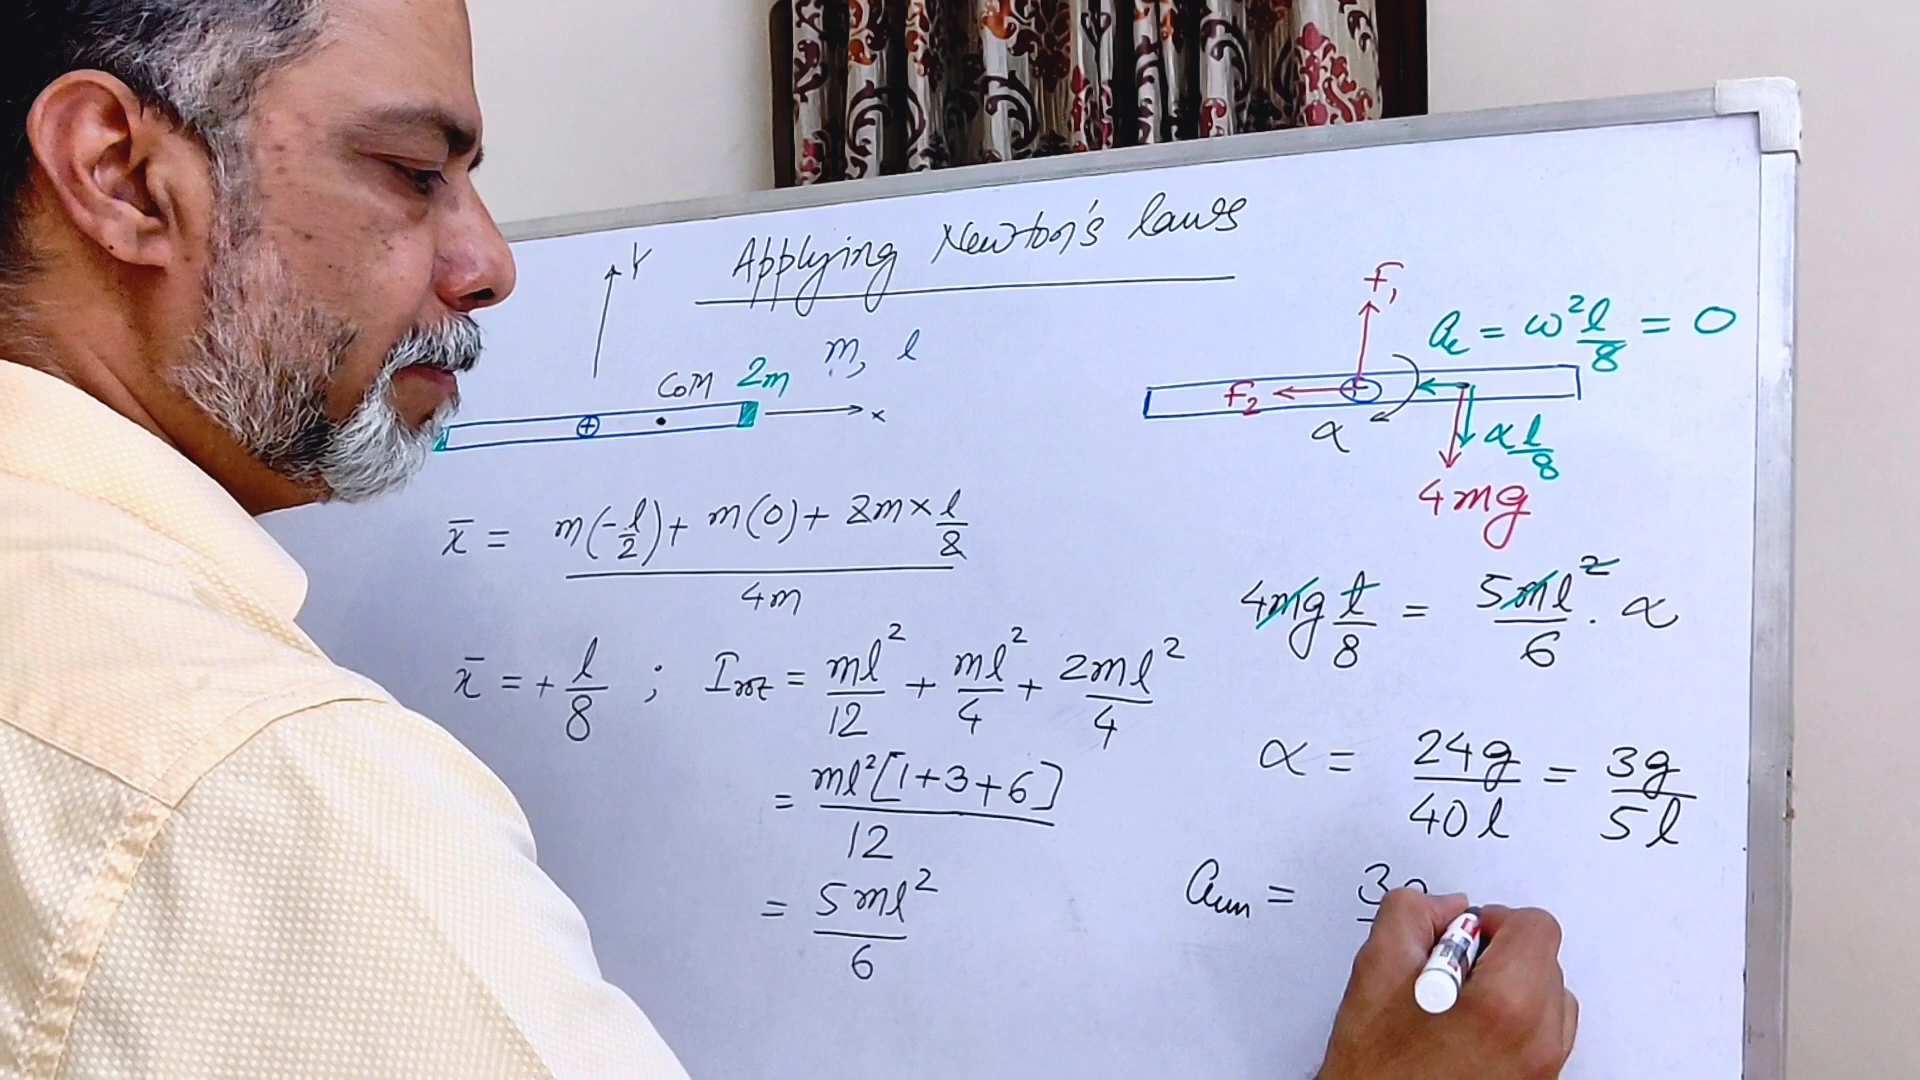 Applying Newton's laws
Y
m, l
COM 2m
x
x̄ = (m(-l/2) + m(0) + 2m × l/2) / 4m
x̄ = + l/8 ; I_rot = ml²/12 + ml²/4 + 2ml²/4
= ml²[1+3+6] / 12
= 5ml²/6
F₁
a_c = ω² l/8 = 0
F₂
α
α l/8
4mg
4mg l/8 = 5ml²/6 . α
α = 24g/40l = 3g/5l
a_cm = 3